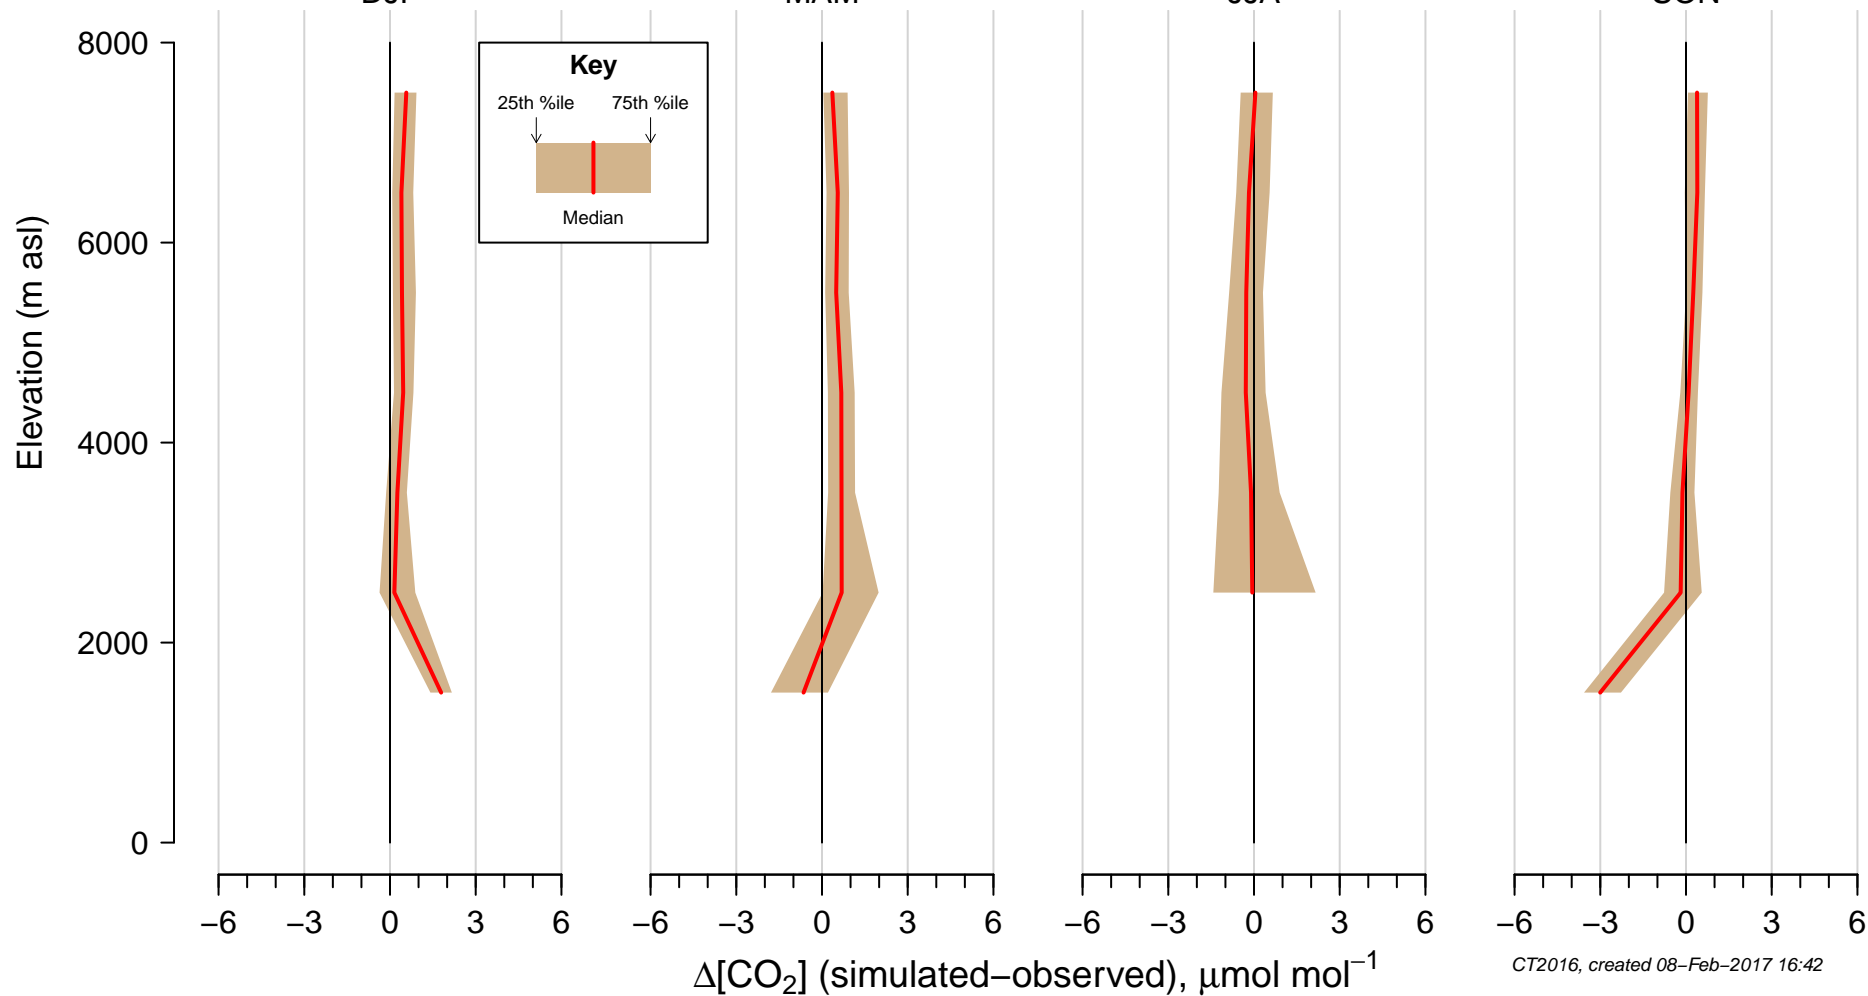 MAM
SON
8000
6000
4000
2000
0
Elevation (m asl)
Key
25th %ile 75th %ile
Median
−6 −3 0 3 6 −6 −3 0 3 6 −6 −3 0 3 6 −6 −3 0 3 6
Δ[CO₂] (simulated−observed), μmol mol⁻¹
CT2016, created 08−Feb−2017 16:42